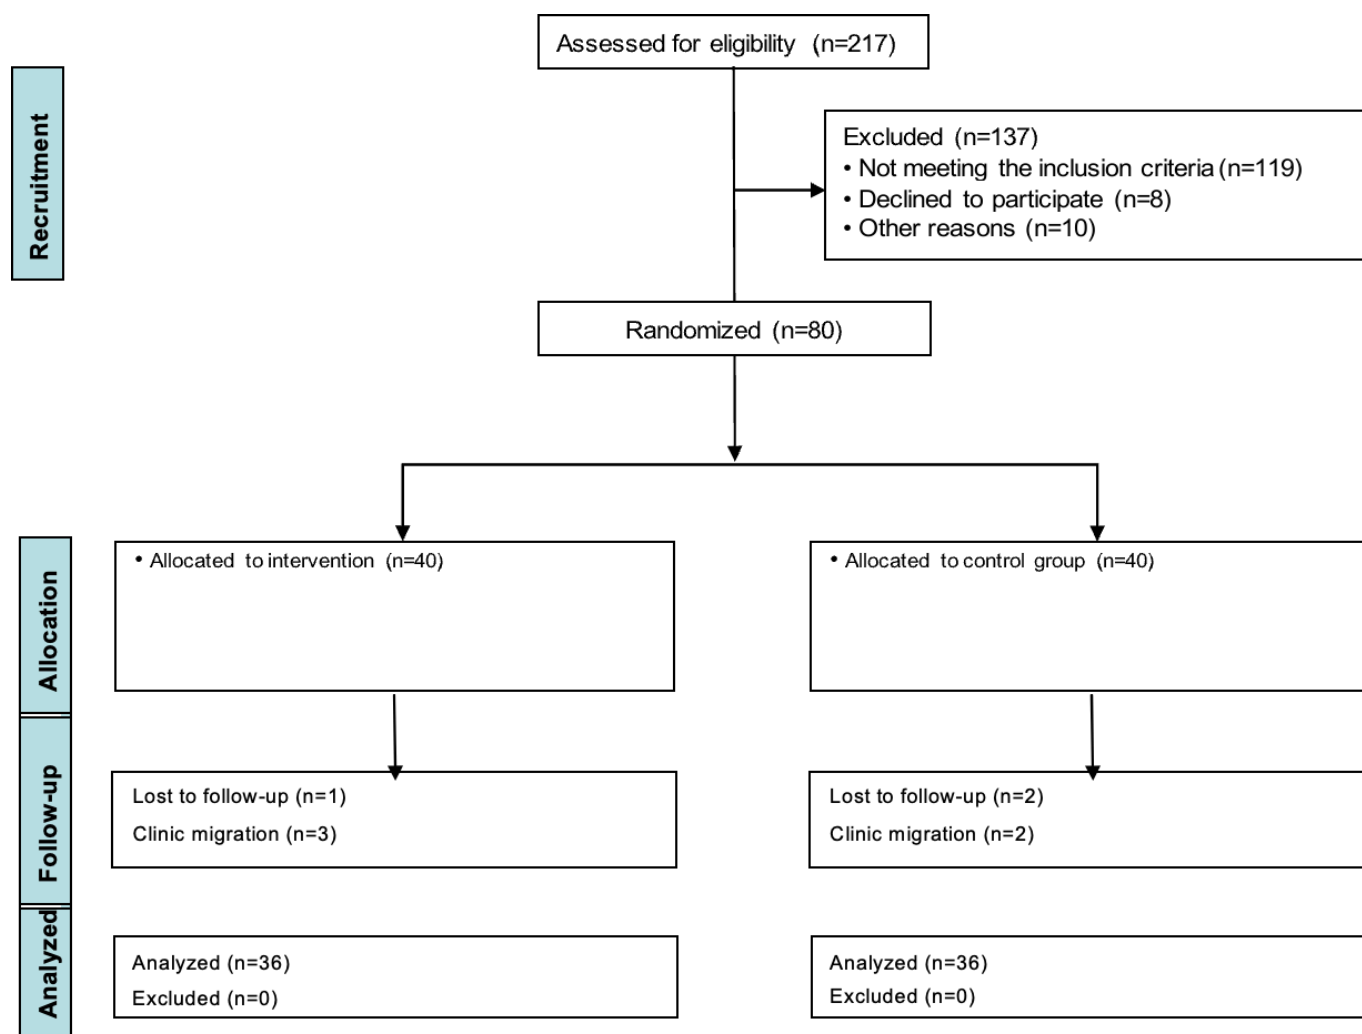 Assessed for eligibility (n=217)
Recruitment
Excluded (n=137)
• Not meeting the inclusion criteria (n=119)
• Declined to participate (n=8)
• Other reasons (n=10)
Randomized (n=80)
Allocation
• Allocated to intervention (n=40)
• Allocated to control group (n=40)
Follow-up
Lost to follow-up (n=1)
Clinic migration (n=3)
Lost to follow-up (n=2)
Clinic migration (n=2)
Analyzed
Analyzed (n=36)
Excluded (n=0)
Analyzed (n=36)
Excluded (n=0)